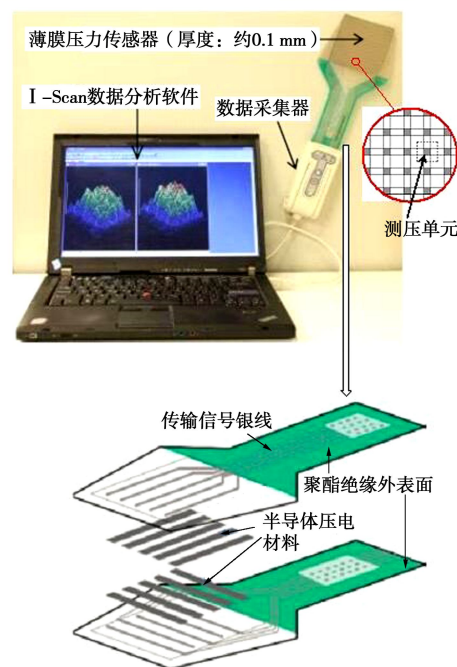 薄膜压力传感器（厚度：约0.1 mm）
I-Scan数据分析软件
数据采集器
测压单元
传输信号银线
聚酯绝缘外表面
半导体压电
材料